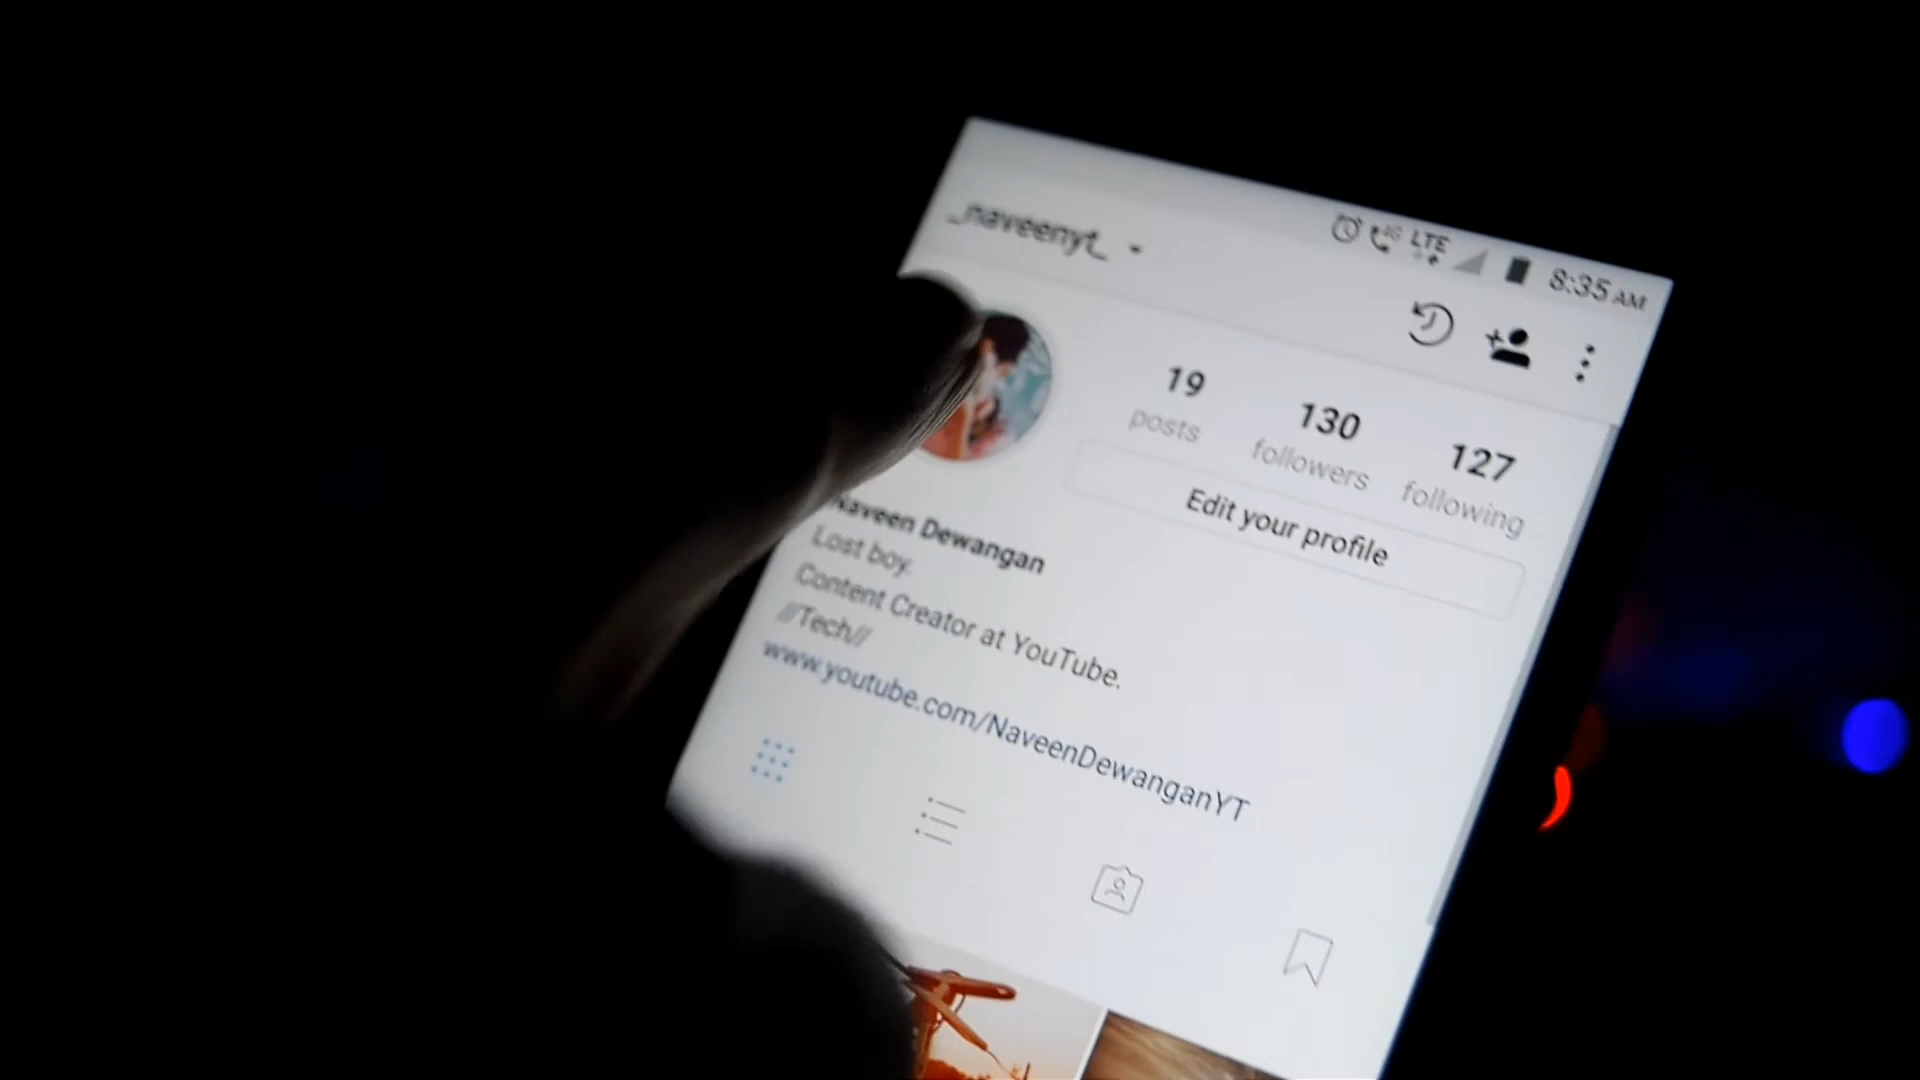 8:35 AM
LTE
4G
_naveenyt_
19
posts
130
followers
127
following
Edit your profile
Naveen Dewangan
Lost boy.
Content Creator at YouTube.
//Tech//
www.youtube.com/NaveenDewanganYT